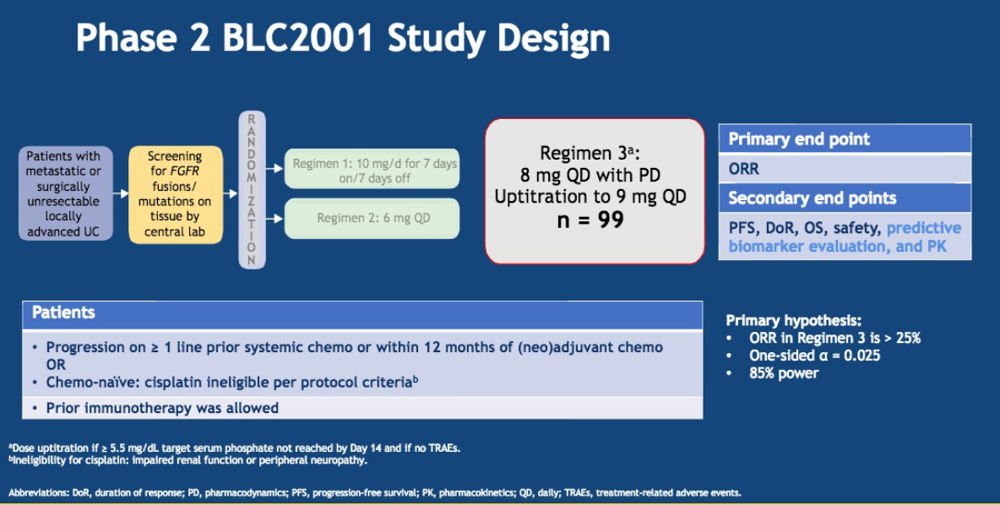 Phase 2 BLC2001 Study Design
Patients with
metastatic or
surgically
unresectable
locally
advanced UC
Screening
for FGFR
fusions/
mutations on
tissue by
central lab
RANDOMIZATION
Regimen 1: 10 mg/d for 7 days
on/7 days off
Regimen 2: 6 mg QD
Regimen 3ᵃ:
8 mg QD with PD
Uptitration to 9 mg QD
n = 99
Primary end point
ORR
Secondary end points
PFS, DoR, OS, safety, predictive
biomarker evaluation, and PK
Patients
• Progression on ≥ 1 line prior systemic chemo or within 12 months of (neo)adjuvant chemo
OR
• Chemo-naïve: cisplatin ineligible per protocol criteriaᵇ
• Prior immunotherapy was allowed
Primary hypothesis:
• ORR in Regimen 3 is > 25%
• One-sided α = 0.025
• 85% power
ᵃDose uptitration if ≥ 5.5 mg/dL target serum phosphate not reached by Day 14 and if no TRAEs.
ᵇIneligibility for cisplatin: impaired renal function or peripheral neuropathy.
Abbreviations: DoR, duration of response; PD, pharmacodynamics; PFS, progression-free survival; PK, pharmacokinetics; QD, daily; TRAEs, treatment-related adverse events.